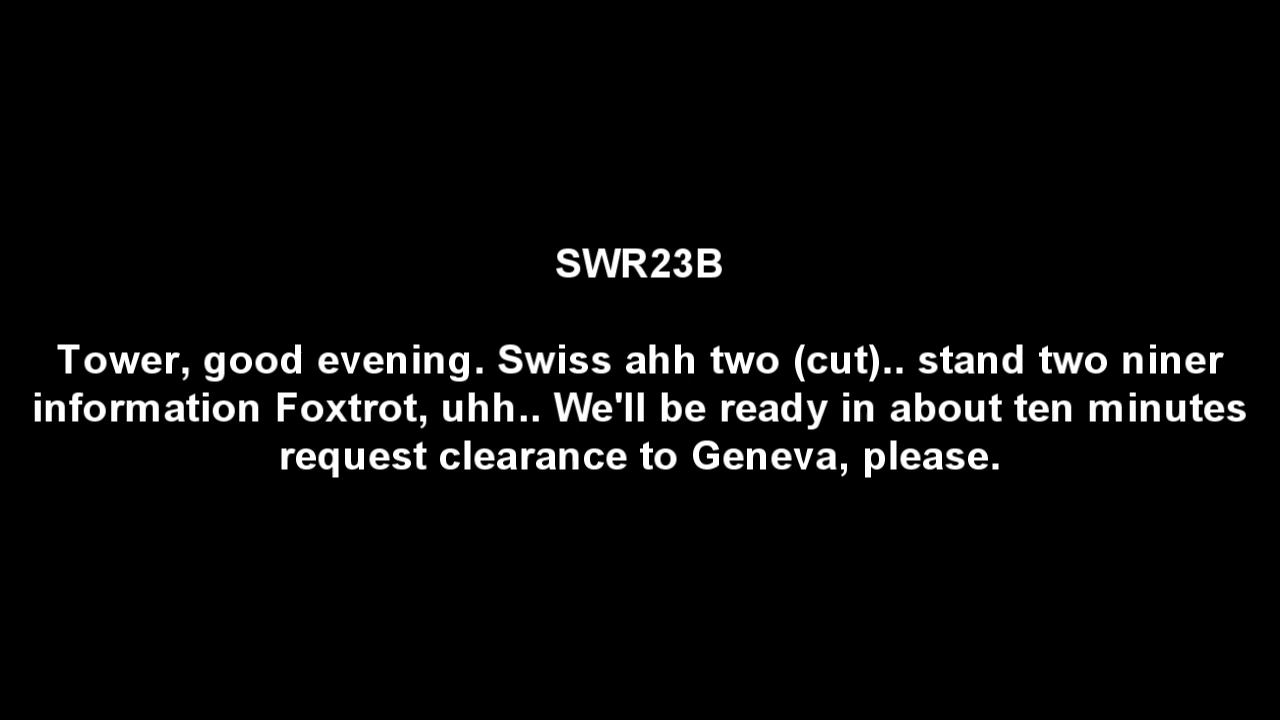 SWR23B
Tower, good evening. Swiss ahh two (cut).. stand two niner
information Foxtrot, uhh.. We'll be ready in about ten minutes
request clearance to Geneva, please.